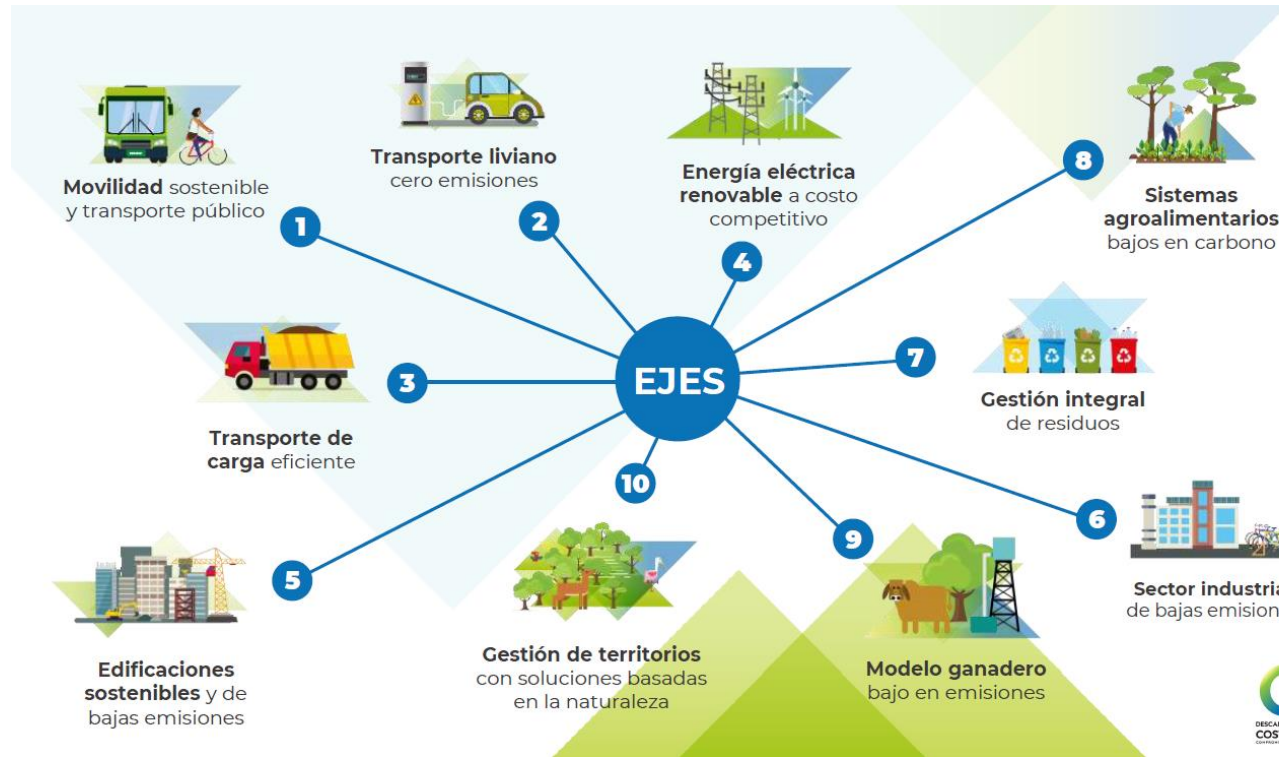 Movilidad sostenible
y transporte público
1
Transporte liviano
cero emisiones
2
Energía eléctrica
renovable a costo
competitivo
4
8
Sistemas
agroalimentarios
bajos en carbono
3
Transporte de
carga eficiente
EJES
7
Gestión integral
de residuos
10
9
6
Sector industria
de bajas emision
5
Edificaciones
sostenibles y de
bajas emisiones
Gestión de territorios
con soluciones basadas
en la naturaleza
Modelo ganadero
bajo en emisiones